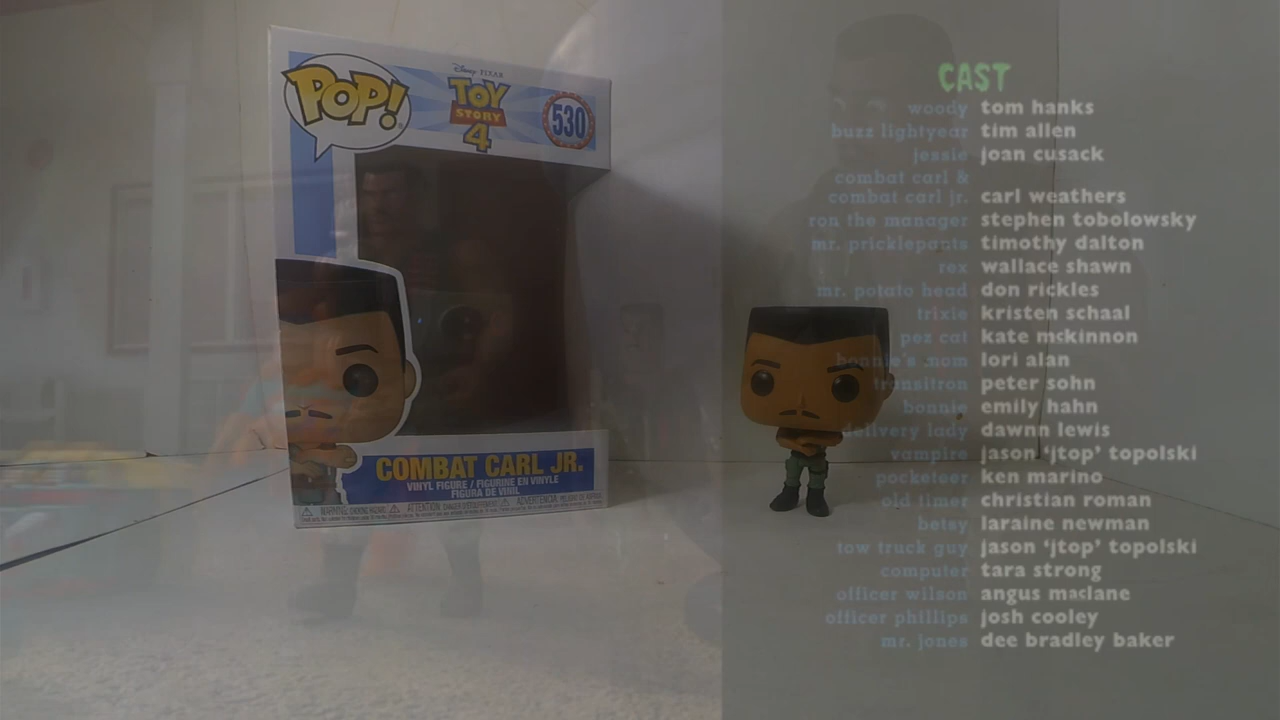 POP!
Disney PIXAR
TOY
STORY
4
530
COMBAT CARL JR.
VINYL FIGURE / FIGURINE EN VINYLE
FIGURA DE VINIL
WARNING: CHOKING HAZARD ATTENTION ADVERTENCIA
CAST
woody tom hanks
buzz lightyear tim allen
jessie joan cusack
combat carl &
combat carl jr. carl weathers
ron the manager stephen tobolowsky
mr. pricklepants timothy dalton
rex wallace shawn
mr. potato head don rickles
trixie kristen schaal
pez cat kate mckinnon
bonnie's mom lori alan
transitron peter sohn
bonnie emily hahn
delivery lady dawnn lewis
vampire jason 'jtop' topolski
pocketeer ken marino
old timer christian roman
betsy laraine newman
tow truck guy jason 'jtop' topolski
computer tara strong
officer wilson angus maclane
officer phillips josh cooley
mr. jones dee bradley baker